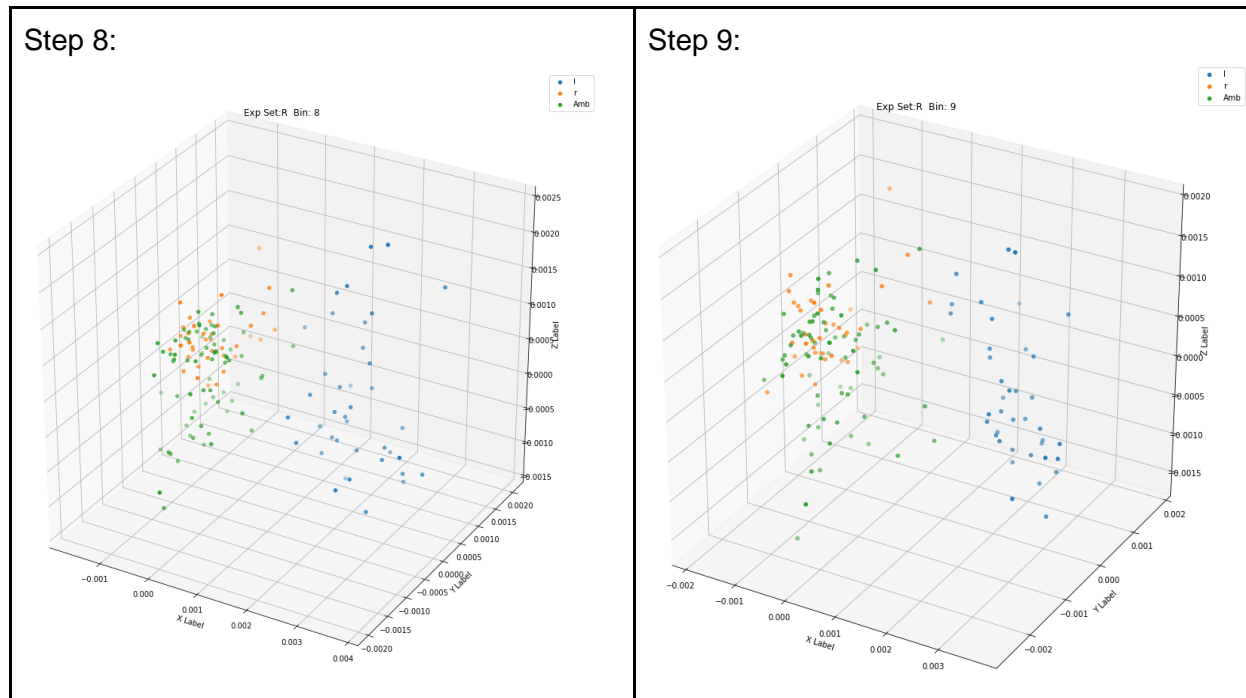 Step 8:
l
r
Amb
Exp Set:R Bin: 8
0.0025
0.0020
0.0015
0.0010
0.0005
0.0000
−0.0005
−0.0010
−0.0015
Z Label
0.0020
0.0015
0.0010
0.0005
0.0000
−0.0005
−0.0010
−0.0015
−0.0020
Y Label
−0.001
0.000
0.001
0.002
0.003
0.004
X Label
Step 9:
l
r
Amb
Exp Set:R Bin: 9
0.0020
0.0015
0.0010
0.0005
0.0000
−0.0005
−0.0010
−0.0015
Z Label
0.002
0.001
0.000
−0.001
−0.002
Y Label
−0.002
−0.001
0.000
0.001
0.002
0.003
X Label